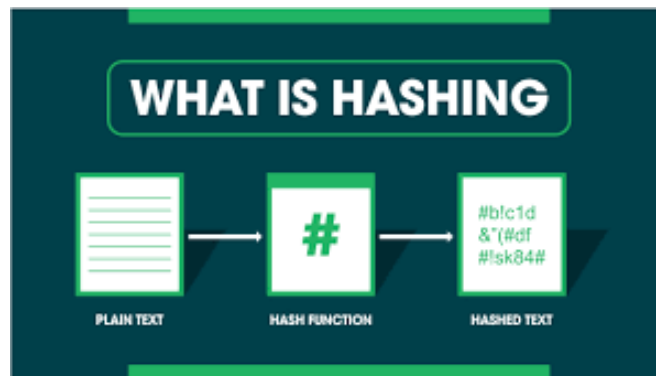 WHAT IS HASHING
#
#b!c1d
&"(#df
#!sk84#
PLAIN TEXT
HASH FUNCTION
HASHED TEXT